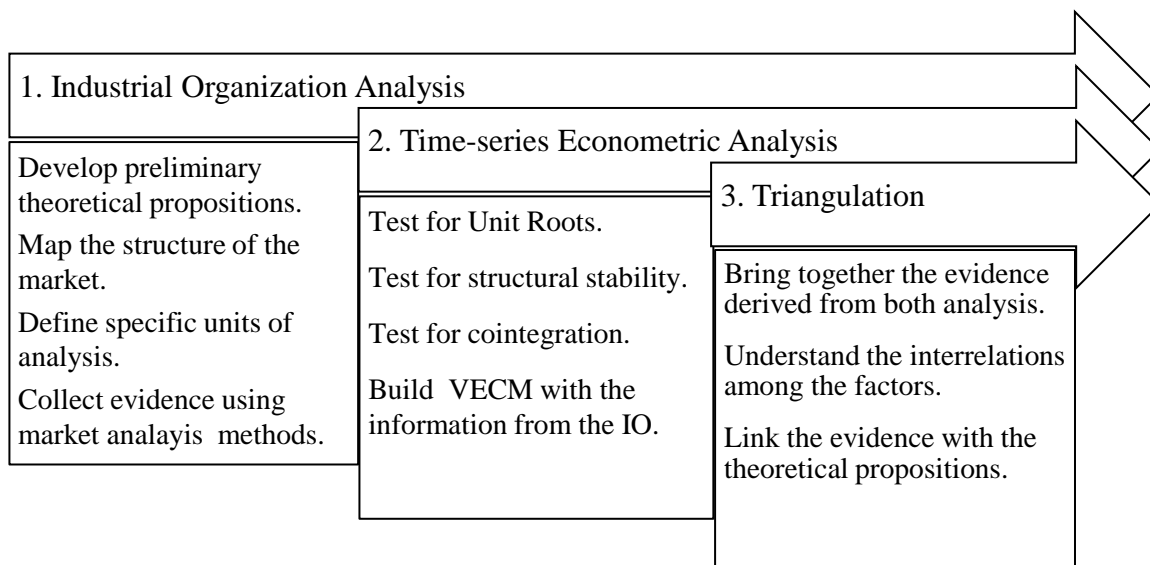 1. Industrial Organization Analysis
Develop preliminary
theoretical propositions.
Map the structure of the
market.
Define specific units of
analysis.
Collect evidence using
market analayis methods.
2. Time-series Econometric Analysis
Test for Unit Roots.
Test for structural stability.
Test for cointegration.
Build VECM with the
information from the IO.
3. Triangulation
Bring together the evidence
derived from both analysis.
Understand the interrelations
among the factors.
Link the evidence with the
theoretical propositions.